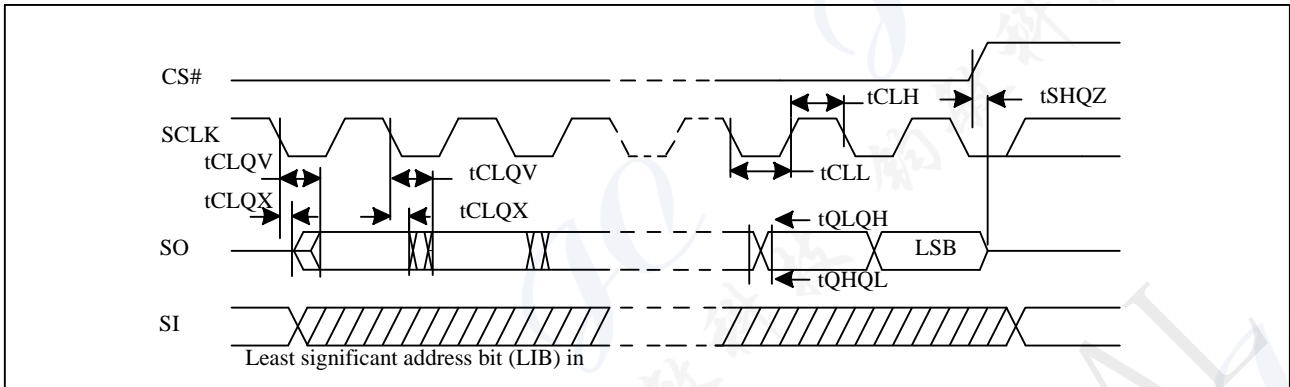 CS#
tCLH
tSHQZ
SCLK
tCLQV
tCLQV
tCLL
tCLQX
tCLQX
tQLQH
SO
LSB
tQHQL
SI
Least significant address bit (LIB) in